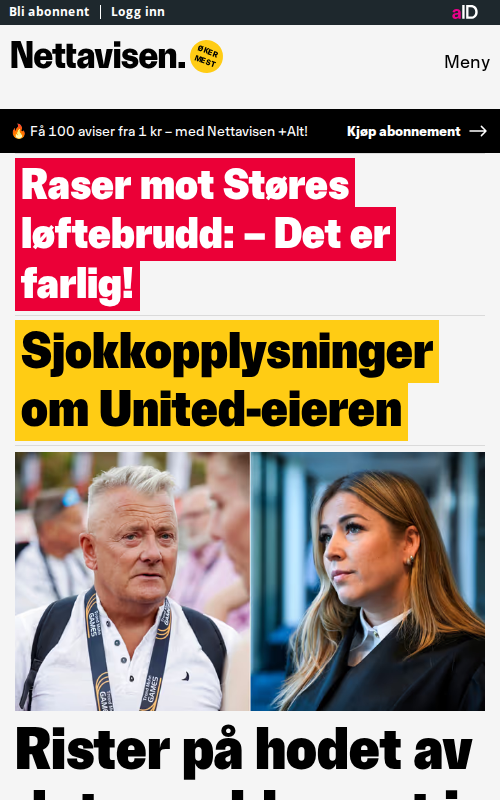 Bli abonnent | Logg inn
aID
Nettavisen.
ØKER
MEST
Meny
🔥 Få 100 aviser fra 1 kr – med Nettavisen +Alt!
Kjøp abonnement →
Raser mot Støres
løftebrudd: – Det er
farlig!
Sjokkopplysninger
om United-eieren
GAMES
GAMES
Rister på hodet av